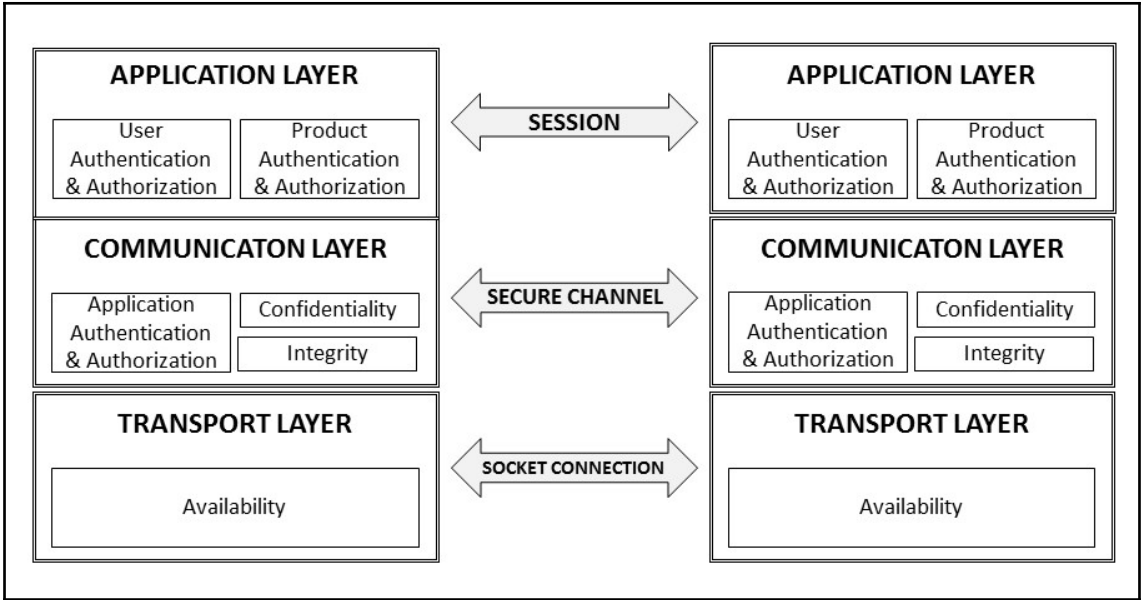 APPLICATION LAYER
User
Authentication
& Authorization
Product
Authentication
& Authorization
COMMUNICATON LAYER
Application
Authentication
& Authorization
Confidentiality
Integrity
TRANSPORT LAYER
Availability
SESSION
SECURE CHANNEL
SOCKET CONNECTION
APPLICATION LAYER
User
Authentication
& Authorization
Product
Authentication
& Authorization
COMMUNICATON LAYER
Application
Authentication
& Authorization
Confidentiality
Integrity
TRANSPORT LAYER
Availability